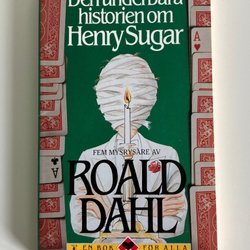 Den underbara
historien om
Henry Sugar
FEM MYSRYSARE AV
ROALD
DAHL
EN BOK FÖR ALLA